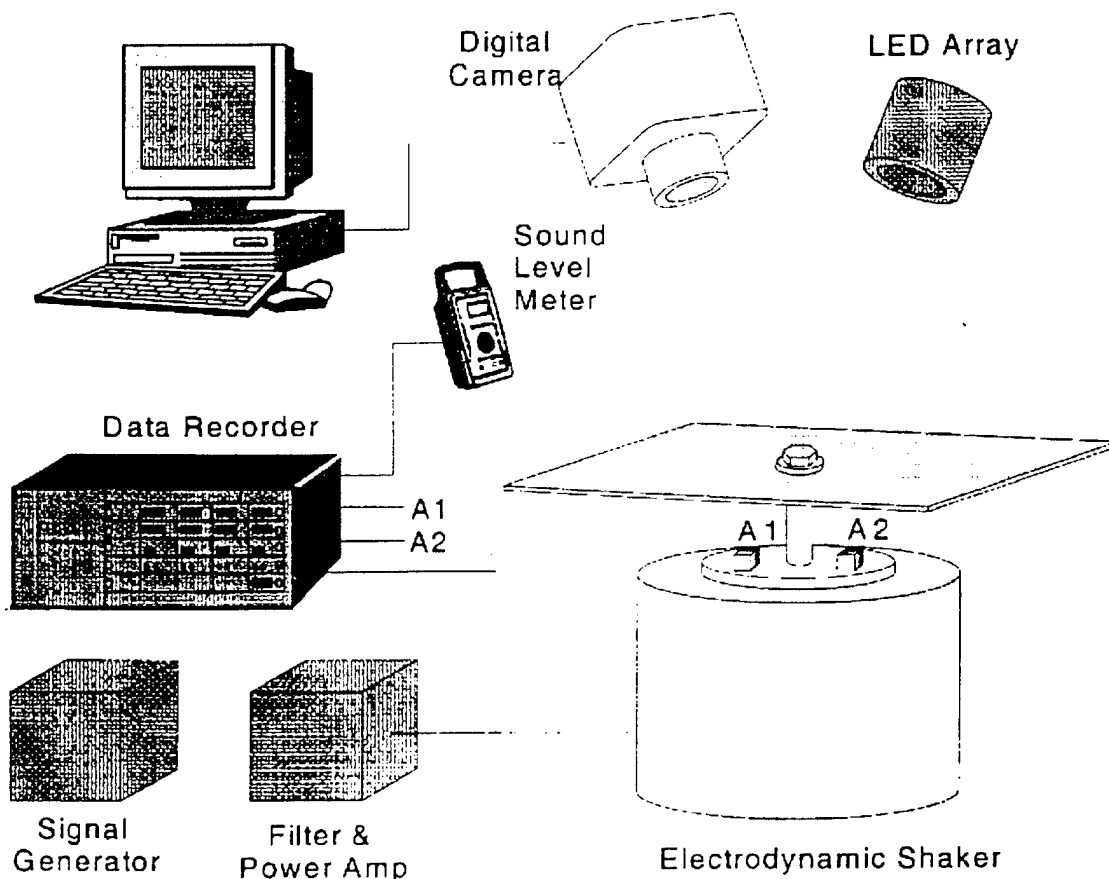 Digital
Camera
LED Array
Sound
Level
Meter
Data Recorder
A1
A2
A1 A2
Signal
Generator
Filter &
Power Amp
Electrodynamic Shaker